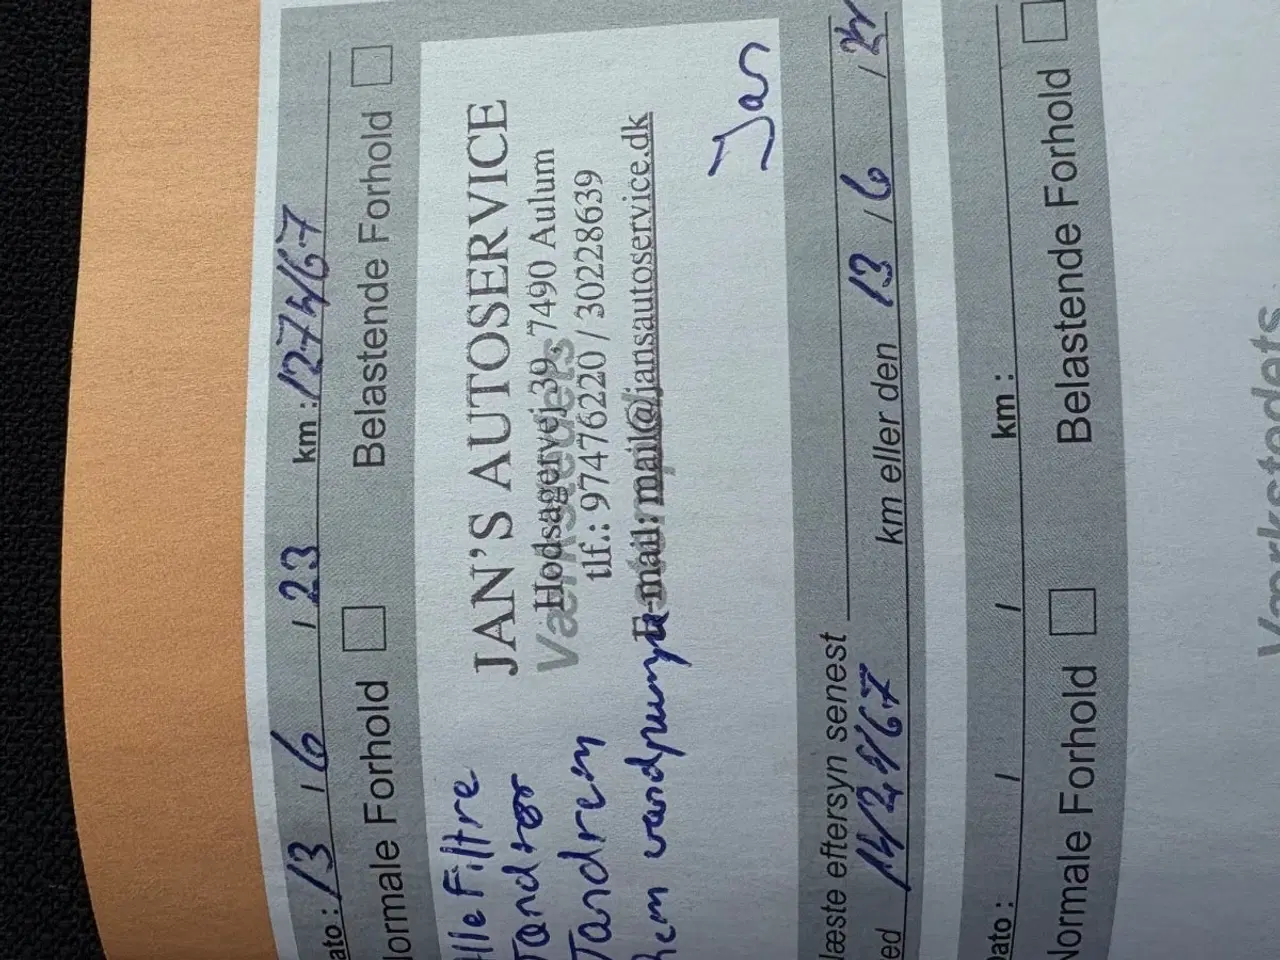 Dato : 13 / 6 / 23 km : 127467
Normale Forhold Belastende Forhold
Alle Filtre
JAN'S AUTOSERVICE
Tandrem
Hodsagervej 39, 7490 Aulum
tlf.: 97476220 / 30228639
Rem vandpumpe
E-mail: mail@jansautoservice.dk
Værkstedets
Jan
Næste eftersyn senest
ved 142467 km eller den 13 / 6 / 24
Dato : / / km :
Normale Forhold Belastende Forhold
Værkstedets